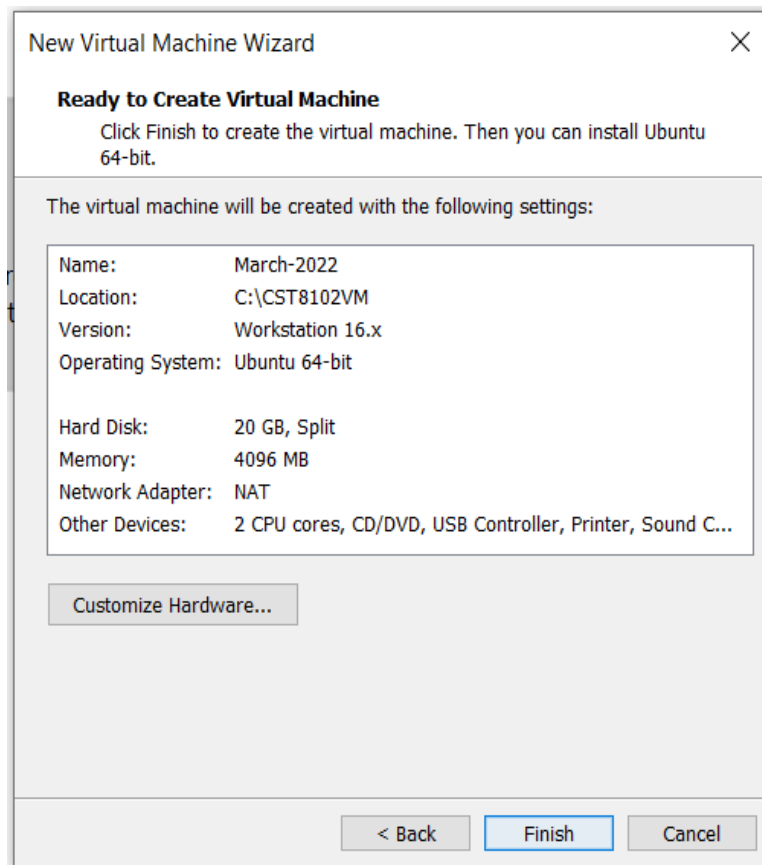 New Virtual Machine Wizard
Ready to Create Virtual Machine
Click Finish to create the virtual machine. Then you can install Ubuntu
64-bit.
The virtual machine will be created with the following settings:
Name: March-2022
Location: C:\CST8102VM
Version: Workstation 16.x
Operating System: Ubuntu 64-bit
Hard Disk: 20 GB, Split
Memory: 4096 MB
Network Adapter: NAT
Other Devices: 2 CPU cores, CD/DVD, USB Controller, Printer, Sound C...
Customize Hardware...
< Back Finish Cancel